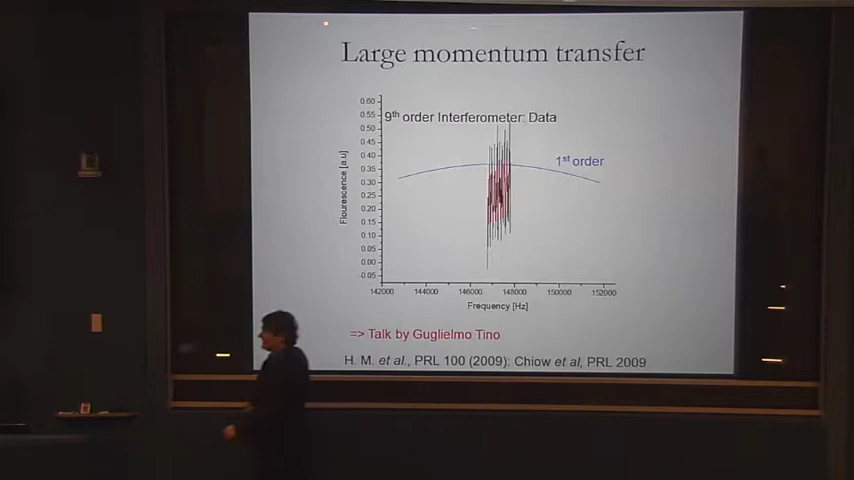 Large momentum transfer
9th order Interferometer: Data
1st order
Flourescence [a.u]
0.60
0.55
0.50
0.45
0.40
0.35
0.30
0.25
0.20
0.15
0.10
0.05
0.00
-0.05
142000 144000 146000 148000 150000 152000
Frequency [Hz]
=> Talk by Guglielmo Tino
H. M. et al., PRL 100 (2009); Chiow et al, PRL 2009